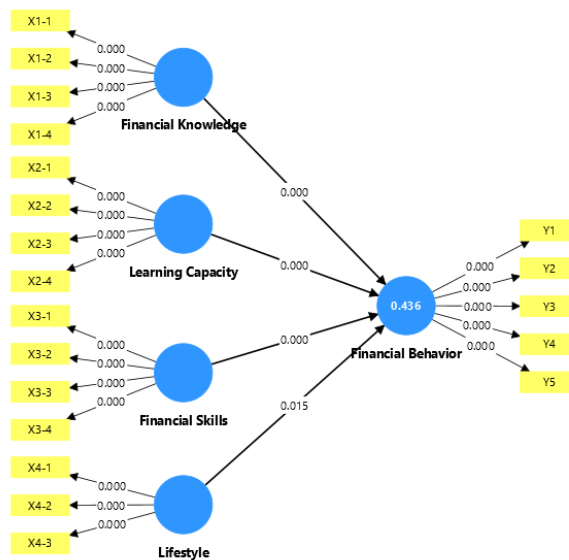 X1-1
0.000
X1-2
0.000
0.000
X1-3
0.000
X1-4
Financial Knowledge
X2-1
0.000
X2-2
0.000
0.000
X2-3
0.000
X2-4
Learning Capacity
X3-1
0.000
X3-2
0.000
0.000
X3-3
0.000
X3-4
Financial Skills
X4-1
0.000
X4-2
0.000
0.000
X4-3
Lifestyle
0.000
0.000
0.000
0.015
0.436
Financial Behavior
Y1
0.000
Y2
0.000
0.000
Y3
0.000
Y4
0.000
Y5